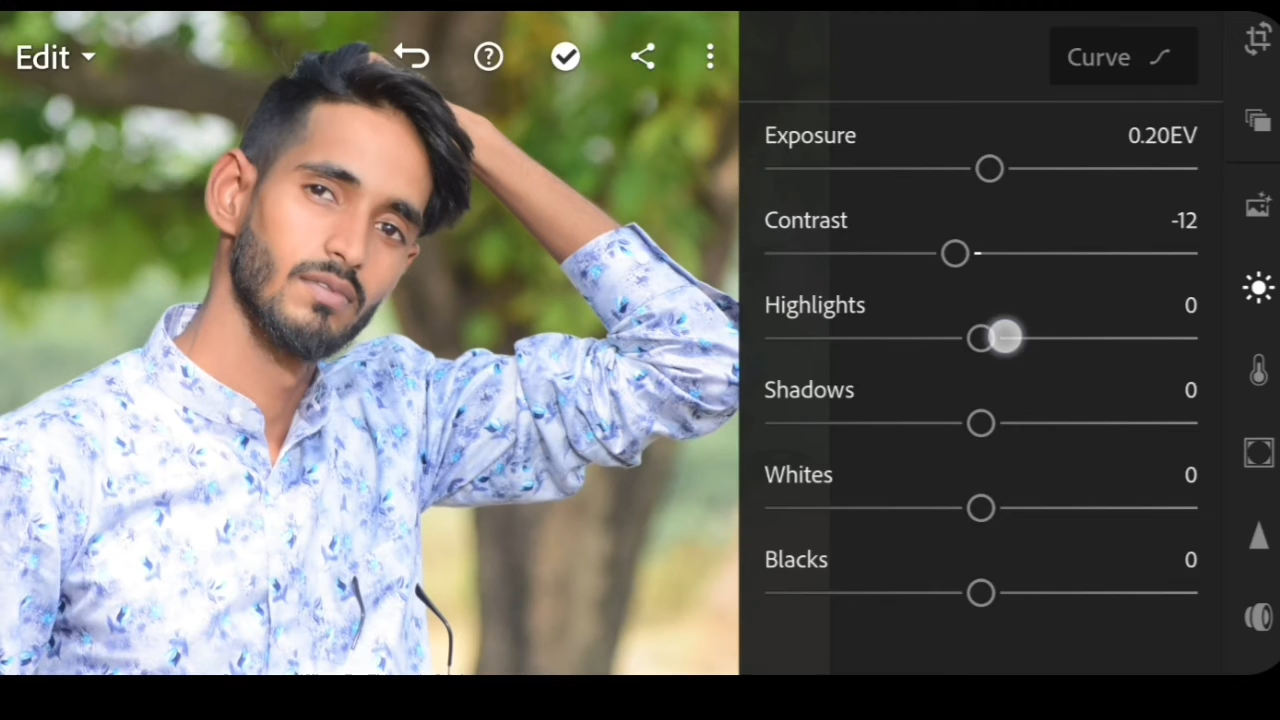 Edit
Curve
Exposure 0.20EV
Contrast -12
Highlights 0
Shadows 0
Whites 0
Blacks 0